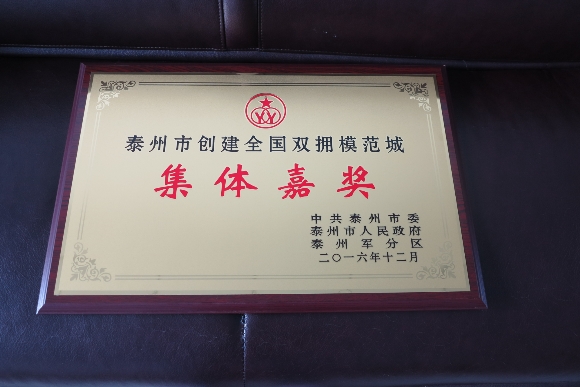 泰州市创建全国双拥模范城
集体嘉奖
中共泰州市委
泰州市人民政府
泰州军分区
二〇一六年十二月